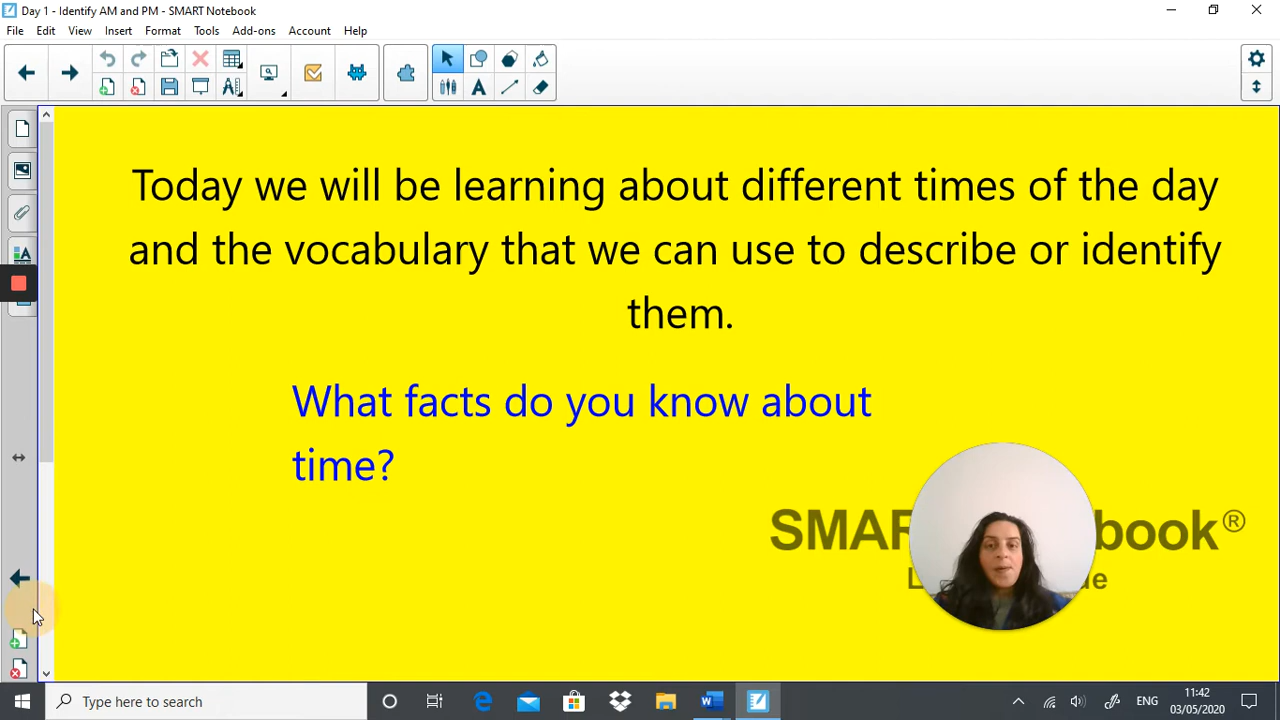 Day 1 - Identify AM and PM - SMART Notebook
File Edit View Insert Format Tools Add-ons Account Help
Today we will be learning about different times of the day
and the vocabulary that we can use to describe or identify
them.
What facts do you know about
time?
SMAR book®
L de
Type here to search
ENG
11:42
03/05/2020